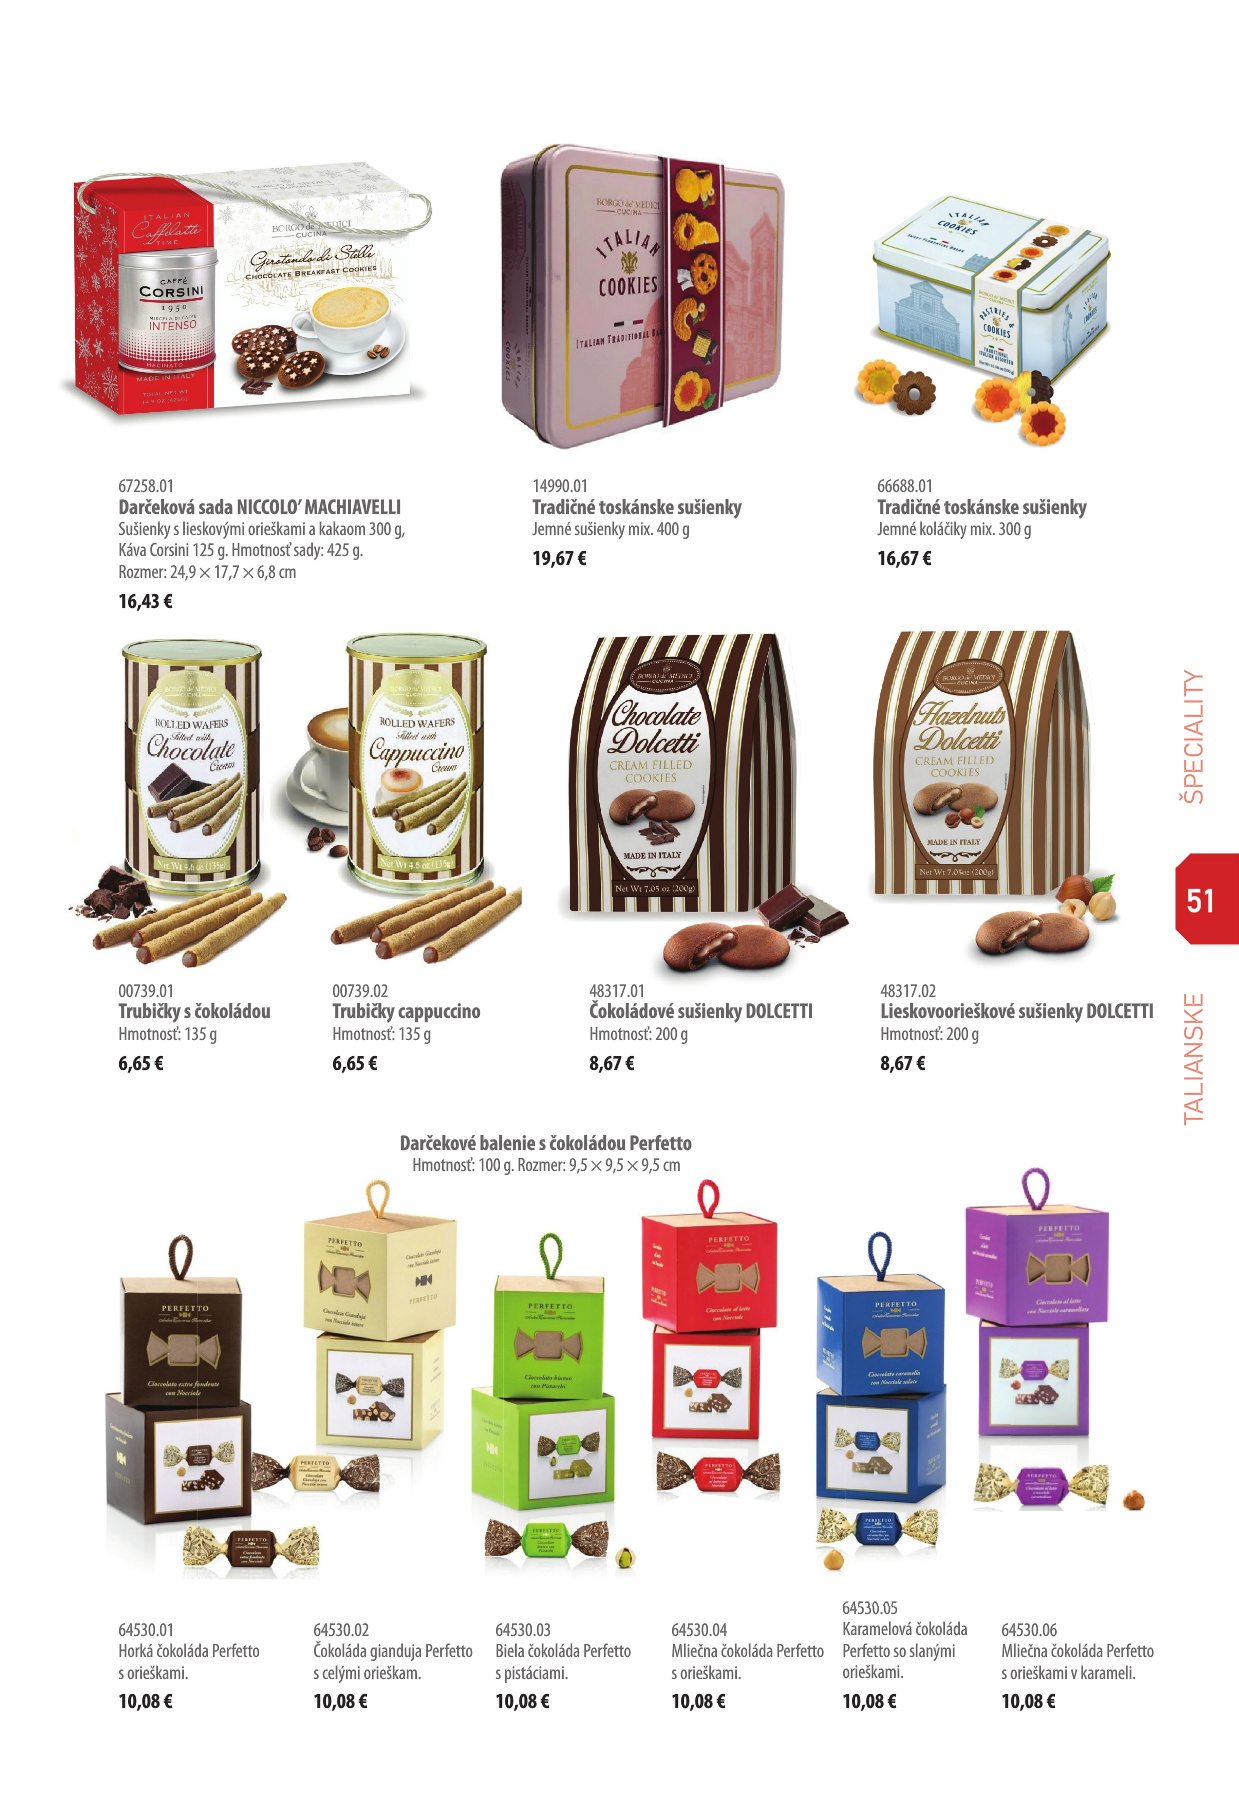 ITALIAN
Caffelatte
TIME
CAFFÈ
CORSINI
1950
MISCELA DI CAFFÈ
INTENSO
MACINATO
MADE IN ITALY
BORGO de' MEDICI
CUCINA
Girotondo di Stelle
CHOCOLATE BREAKFAST COOKIES
BORGO de' MEDICI
CUCINA
ITALIAN
COOKIES
ITALIAN TRADITIONAL
ITALIAN
COOKIES
PASTRIES &
COOKIES
67258.01
Darčeková sada NICCOLO’ MACHIAVELLI
Sušienky s lieskovými orieškami a kakaom 300 g,
Káva Corsini 125 g. Hmotnosť sady: 425 g.
Rozmer: 24,9 × 17,7 × 6,8 cm
16,43 €
14990.01
Tradičné toskánske sušienky
Jemné sušienky mix. 400 g
19,67 €
66688.01
Tradičné toskánske sušienky
Jemné koláčiky mix. 300 g
16,67 €
BORGO de' MEDICI
CUCINA
ROLLED WAFERS
Filled with
Chocolate
Cream
Net Wt 4.6 oz (135g)
BORGO de' MEDICI
CUCINA
ROLLED WAFERS
Filled with
Cappuccino
Cream
Net Wt 4.6 oz (135g)
BORGO de' MEDICI
CUCINA
Chocolate
Dolcetti
CREAM FILLED
COOKIES
MADE IN ITALY
Net Wt 7.05 oz (200g)
BORGO de' MEDICI
CUCINA
Hazelnuts
Dolcetti
CREAM FILLED
COOKIES
MADE IN ITALY
Net Wt 7.05oz (200g)
00739.01
Trubičky s čokoládou
Hmotnosť: 135 g
6,65 €
00739.02
Trubičky cappuccino
Hmotnosť: 135 g
6,65 €
48317.01
Čokoládové sušienky DOLCETTI
Hmotnosť: 200 g
8,67 €
48317.02
Lieskovoorieškové sušienky DOLCETTI
Hmotnosť: 200 g
8,67 €
TALIANSKE
51
ŠPECIALITY
Darčekové balenie s čokoládou Perfetto
Hmotnosť: 100 g. Rozmer: 9,5 × 9,5 × 9,5 cm
PERFETTO
Cioccolato extra fondente
con Nocciole
PERFETTO
PERFETTO
Cioccolato Gianduja
con Nocciole intere
PERFETTO
PERFETTO
Cioccolato bianco
con Pistacchi
PERFETTO
PERFETTO
Cioccolato al latte
con Nocciole
PERFETTO
PERFETTO
Cioccolato caramello
con Nocciole salate
PERFETTO
PERFETTO
Cioccolato al latte
con Nocciole caramellate
PERFETTO
64530.01
Horká čokoláda Perfetto
s orieškami.
10,08 €
64530.02
Čokoláda gianduja Perfetto
s celými orieškam.
10,08 €
64530.03
Biela čokoláda Perfetto
s pistáciami.
10,08 €
64530.04
Mliečna čokoláda Perfetto
s orieškami.
10,08 €
64530.05
Karamelová čokoláda
Perfetto so slanými
orieškami.
10,08 €
64530.06
Mliečna čokoláda Perfetto
s orieškami v karameli.
10,08 €